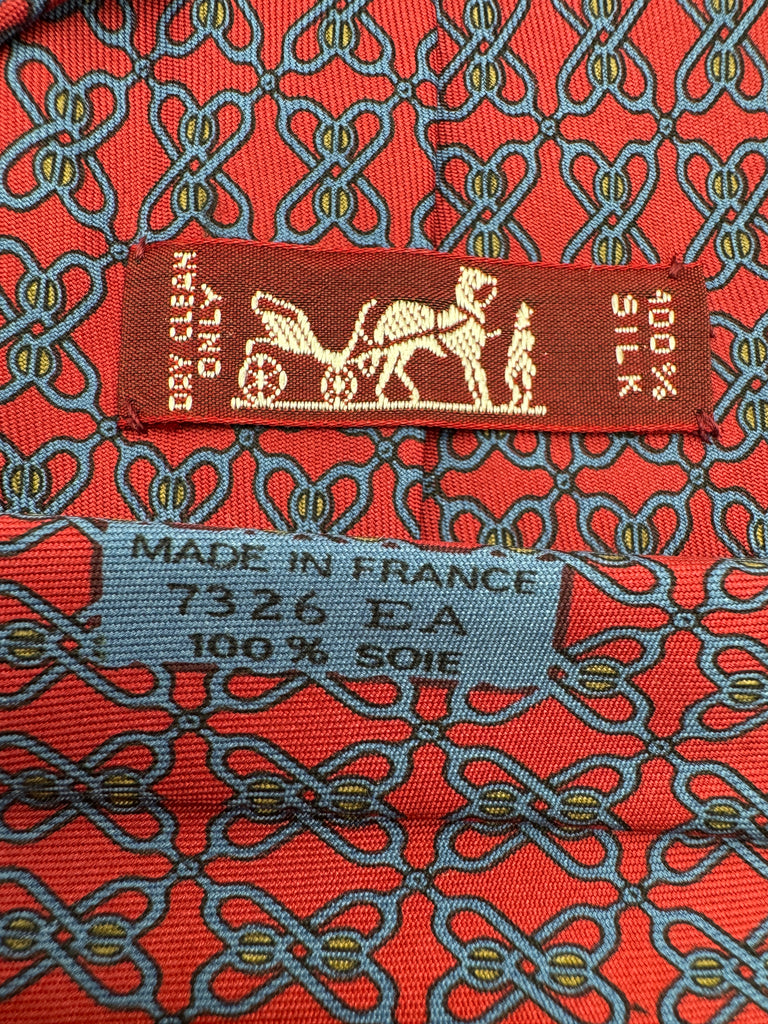 DRY CLEAN
ONLY
100%
SILK
MADE IN FRANCE
7326 EA
100% SOIE